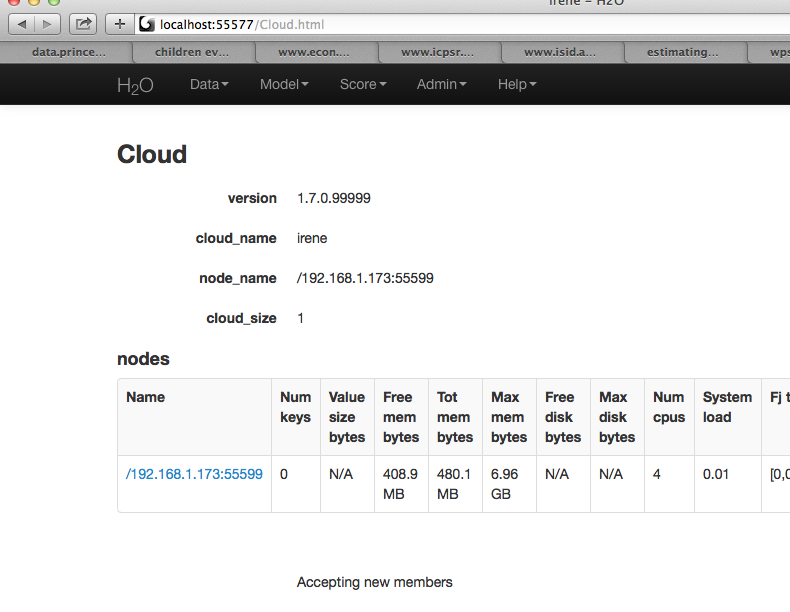 irene – H2O
localhost:55577/Cloud.html
data.prince... children ev... www.econ.... www.icpsr.... www.isid.a... estimating... wps
H2O Data Model Score Admin Help
Cloud
version 1.7.0.99999
cloud_name irene
node_name /192.168.1.173:55599
cloud_size 1
nodes
Name Num Value Free Tot Max Free Max Num System Fj t
keys size mem mem mem disk disk cpus load
bytes bytes bytes bytes bytes bytes
/192.168.1.173:55599 0 N/A 408.9 480.1 6.96 N/A N/A 4 0.01 [0,0
MB MB GB
Accepting new members